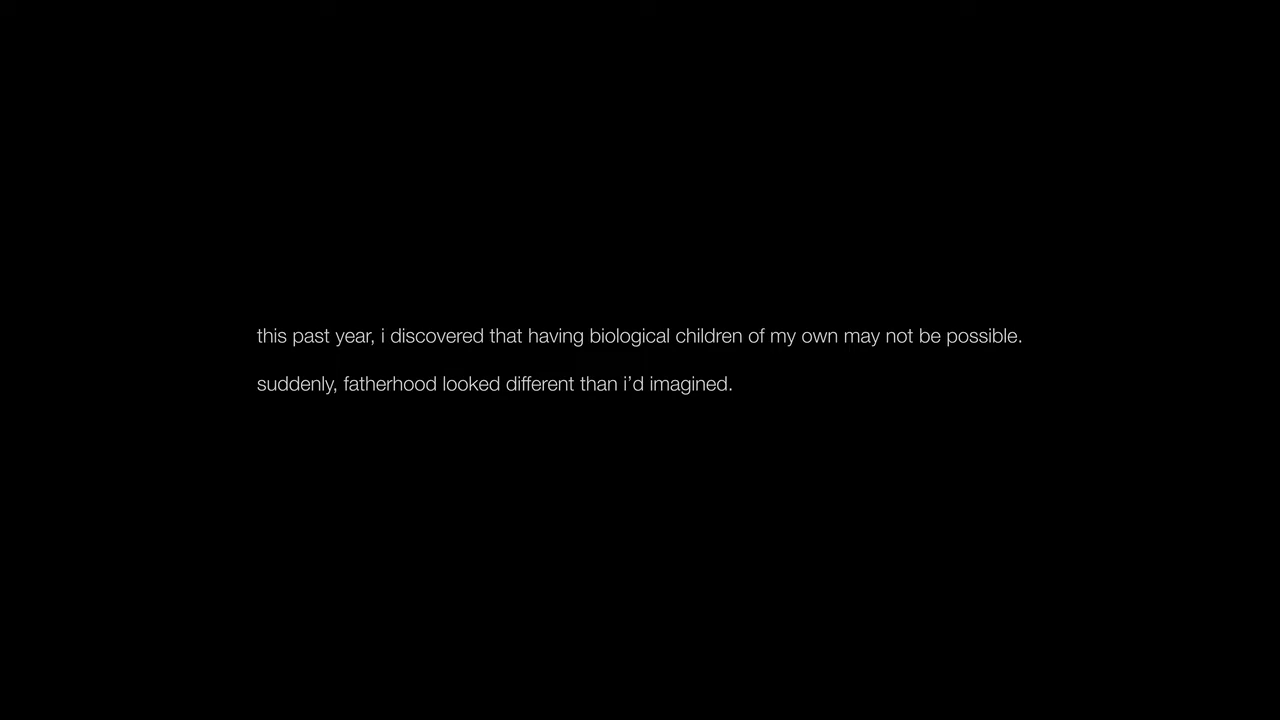 this past year, i discovered that having biological children of my own may not be possible.
suddenly, fatherhood looked different than i’d imagined.